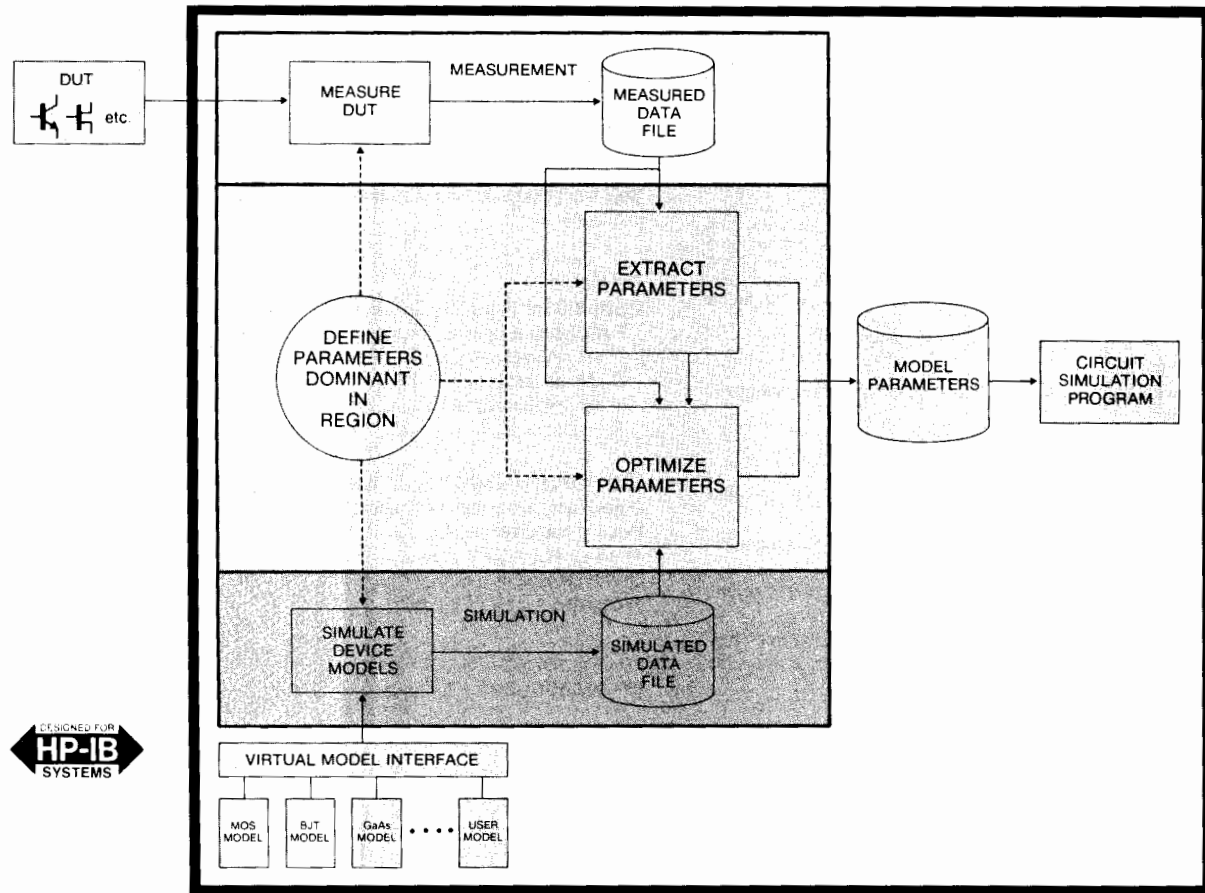 DUT
etc.
MEASURE
DUT
MEASUREMENT
MEASURED
DATA
FILE
EXTRACT
PARAMETERS
DEFINE
PARAMETERS
DOMINANT
IN
REGION
OPTIMIZE
PARAMETERS
MODEL
PARAMETERS
CIRCUIT
SIMULATION
PROGRAM
SIMULATE
DEVICE
MODELS
SIMULATION
SIMULATED
DATA
FILE
DESIGNED FOR
HP-IB
SYSTEMS
VIRTUAL MODEL INTERFACE
MOS
MODEL
BJT
MODEL
GaAs
MODEL
USER
MODEL